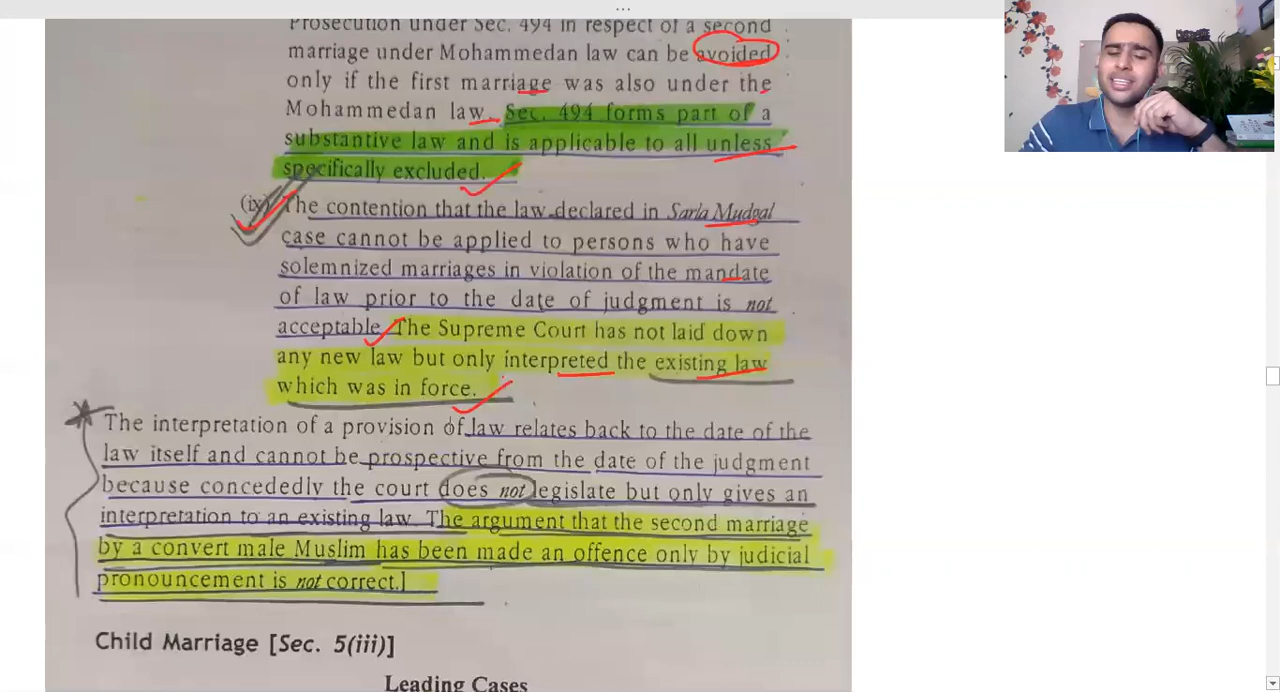 Prosecution under Sec. 494 in respect of a second
marriage under Mohammedan law can be avoided
only if the first marriage was also under the
Mohammedan law. Sec. 494 forms part of a
substantive law and is applicable to all unless
specifically excluded.
(ix) The contention that the law declared in Sarla Mudgal
case cannot be applied to persons who have
solemnized marriages in violation of the mandate
of law prior to the date of judgment is not
acceptable. The Supreme Court has not laid down
any new law but only interpreted the existing law
which was in force.
The interpretation of a provision of law relates back to the date of the
law itself and cannot be prospective from the date of the judgment
because concededly the court does not legislate but only gives an
interpretation to an existing law. The argument that the second marriage
by a convert male Muslim has been made an offence only by judicial
pronouncement is not correct.]
Child Marriage [Sec. 5(iii)]
Leading Cases